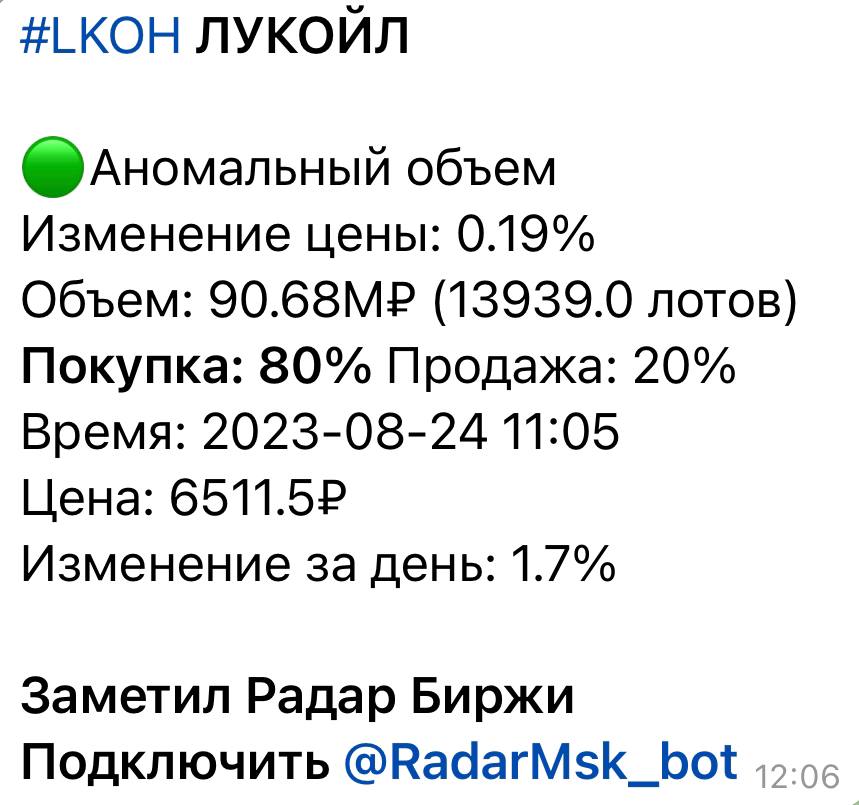 #LKOH ЛУКОЙЛ
🟢Аномальный объем
Изменение цены: 0.19%
Объем: 90.68М₽ (13939.0 лотов)
Покупка: 80% Продажа: 20%
Время: 2023-08-24 11:05
Цена: 6511.5₽
Изменение за день: 1.7%
Заметил Радар Биржи
Подключить @RadarMsk_bot 12:06